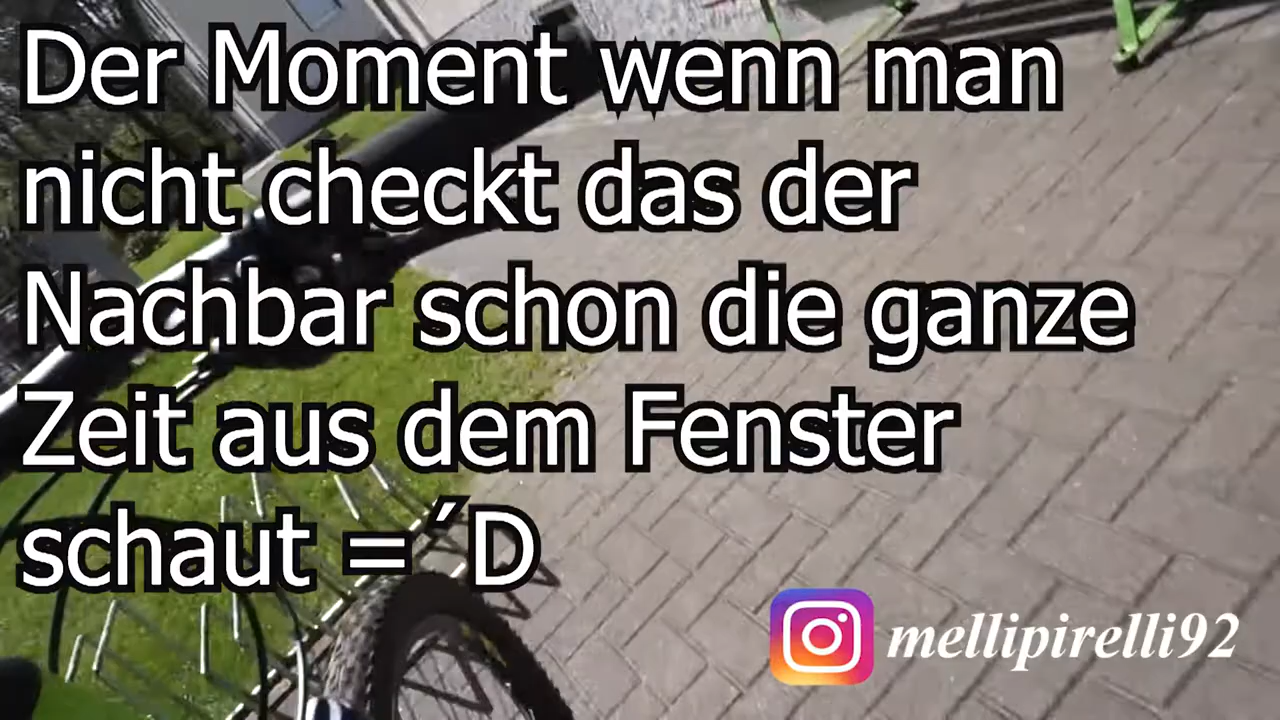 Der Moment wenn man
nicht checkt das der
Nachbar schon die ganze
Zeit aus dem Fenster
schaut =´D
mellipirelli92